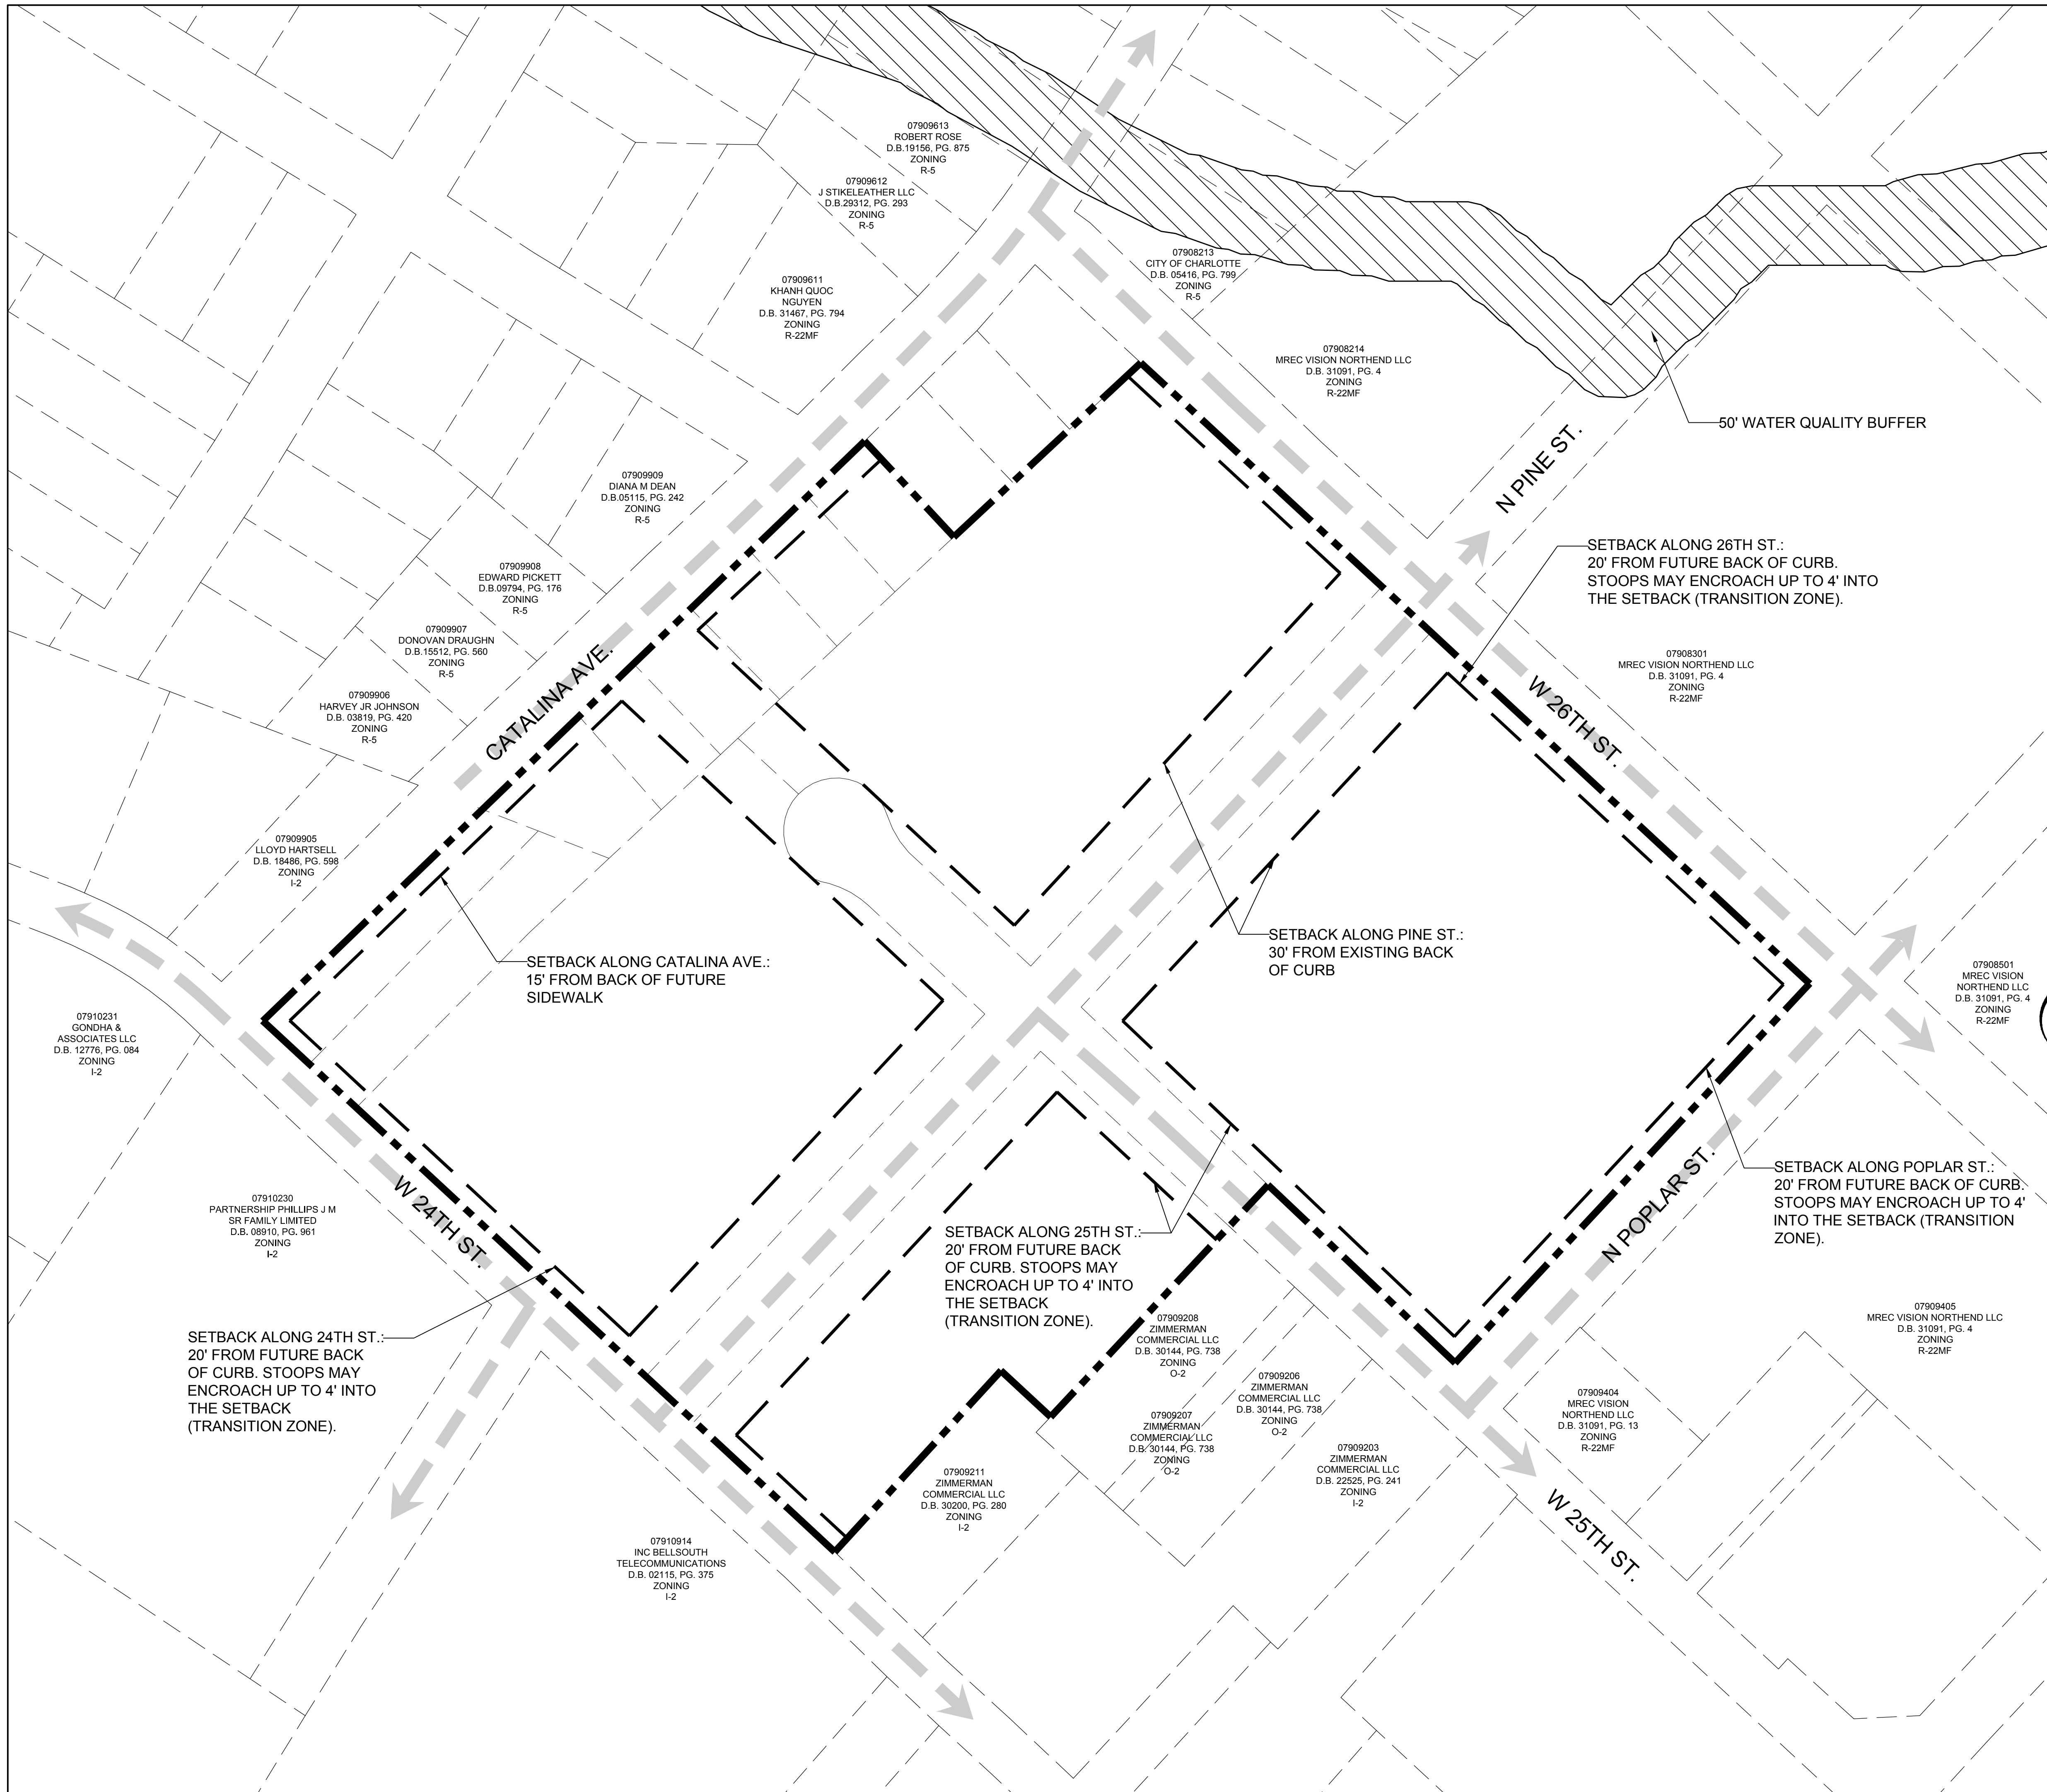 07909613
ROBERT ROSE
D.B.19156, PG. 875
ZONING
R-5
07909612
J STIKELEATHER LLC
D.B.29312, PG. 293
ZONING
R-5
07909611
KHANH QUOC
NGUYEN
D.B. 31467, PG. 794
ZONING
R-22MF
07908213
CITY OF CHARLOTTE
D.B. 05416, PG. 799
ZONING
R-5
07908214
MREC VISION NORTHEND LLC
D.B. 31091, PG. 4
ZONING
R-22MF
50' WATER QUALITY BUFFER
N PINE ST.
07909909
DIANA M DEAN
D.B.05115, PG. 242
ZONING
R-5
SETBACK ALONG 26TH ST.:
20' FROM FUTURE BACK OF CURB.
STOOPS MAY ENCROACH UP TO 4' INTO
THE SETBACK (TRANSITION ZONE).
07909908
EDWARD PICKETT
D.B.09794, PG. 176
ZONING
R-5
07909907
DONOVAN DRAUGHN
D.B.15512, PG. 560
ZONING
R-5
07908301
MREC VISION NORTHEND LLC
D.B. 31091, PG. 4
ZONING
R-22MF
07909906
HARVEY JR JOHNSON
D.B. 03819, PG. 420
ZONING
R-5
CATALINA AVE.
W 26TH ST.
07909905
LLOYD HARTSELL
D.B. 18486, PG. 598
ZONING
I-2
SETBACK ALONG CATALINA AVE.:
15' FROM BACK OF FUTURE
SIDEWALK
SETBACK ALONG PINE ST.:
30' FROM EXISTING BACK
OF CURB
07908501
MREC VISION
NORTHEND LLC
D.B. 31091, PG. 4
ZONING
R-22MF
07910231
GONDHA &
ASSOCIATES LLC
D.B. 12776, PG. 084
ZONING
I-2
07910230
PARTNERSHIP PHILLIPS J M
SR FAMILY LIMITED
D.B. 08910, PG. 961
ZONING
I-2
W 24TH ST.
N POPLAR ST.
SETBACK ALONG POPLAR ST.:
20' FROM FUTURE BACK OF CURB.
STOOPS MAY ENCROACH UP TO 4'
INTO THE SETBACK (TRANSITION
ZONE).
SETBACK ALONG 25TH ST.:
20' FROM FUTURE BACK
OF CURB. STOOPS MAY
ENCROACH UP TO 4' INTO
THE SETBACK
(TRANSITION ZONE).
SETBACK ALONG 24TH ST.:
20' FROM FUTURE BACK
OF CURB. STOOPS MAY
ENCROACH UP TO 4' INTO
THE SETBACK
(TRANSITION ZONE).
07909208
ZIMMERMAN
COMMERCIAL LLC
D.B. 30144, PG. 738
ZONING
O-2
07909206
ZIMMERMAN
COMMERCIAL LLC
D.B. 30144, PG. 738
ZONING
O-2
07909207
ZIMMERMAN
COMMERCIAL LLC
D.B. 30144, PG. 738
ZONING
O-2
07909203
ZIMMERMAN
COMMERCIAL LLC
D.B. 22525, PG. 241
ZONING
I-2
07909405
MREC VISION NORTHEND LLC
D.B. 31091, PG. 4
ZONING
R-22MF
07909404
MREC VISION
NORTHEND LLC
D.B. 31091, PG. 13
ZONING
R-22MF
07909211
ZIMMERMAN
COMMERCIAL LLC
D.B. 30200, PG. 280
ZONING
I-2
W 25TH ST.
07910914
INC BELLSOUTH
TELECOMMUNICATIONS
D.B. 02115, PG. 375
ZONING
I-2